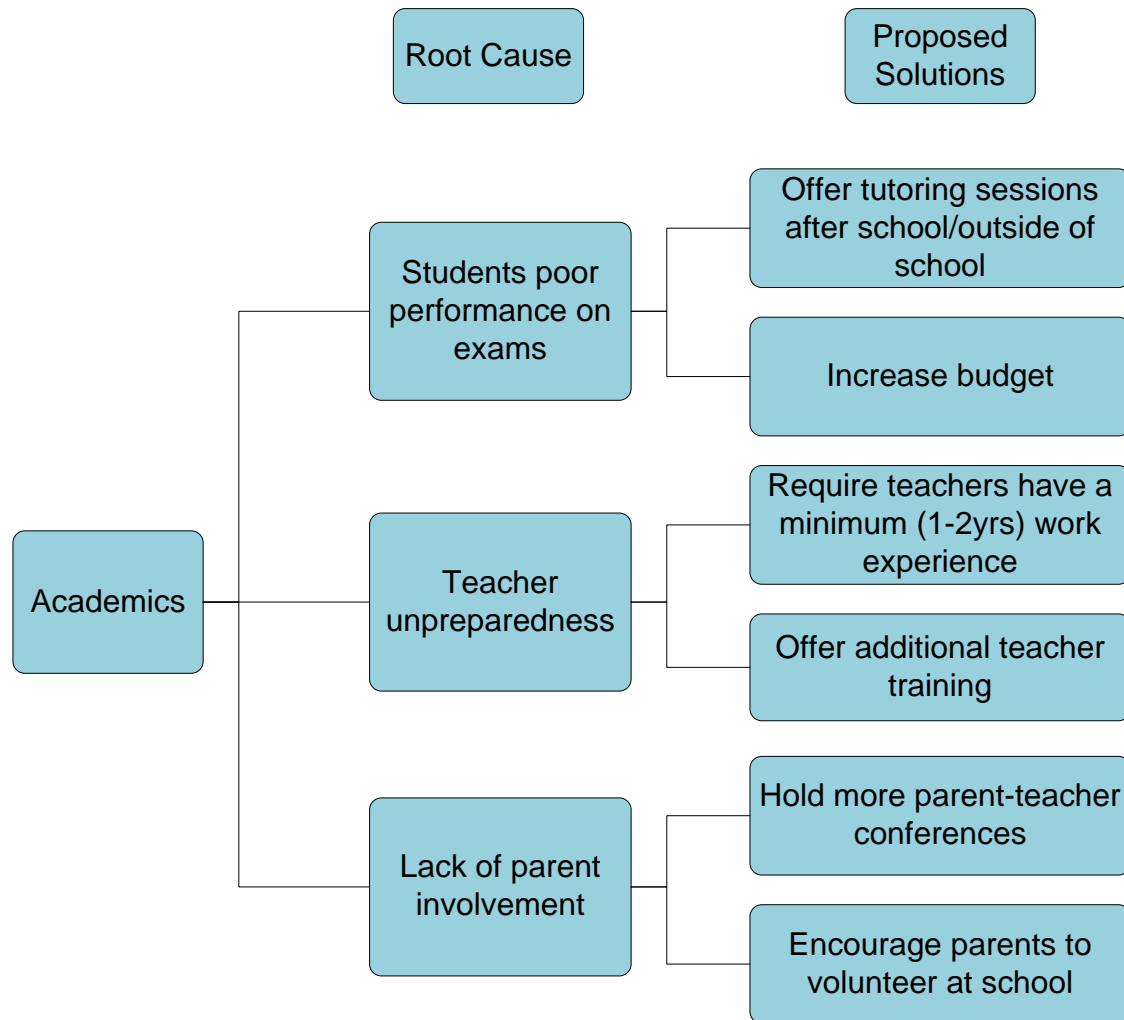 Root Cause
Proposed
Solutions
Academics
Students poor
performance on
exams
Offer tutoring sessions
after school/outside of
school
Increase budget
Teacher
unpreparedness
Require teachers have a
minimum (1-2yrs) work
experience
Offer additional teacher
training
Lack of parent
involvement
Hold more parent-teacher
conferences
Encourage parents to
volunteer at school